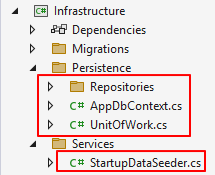 Infrastructure
Dependencies
Migrations
Persistence
Repositories
C# AppDbContext.cs
C# UnitOfWork.cs
Services
C# StartupDataSeeder.cs